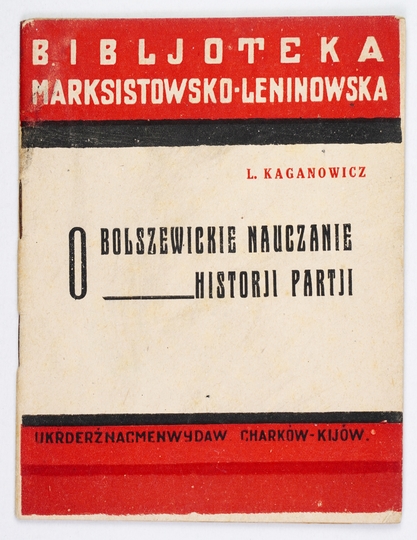 BIBLJOTEKA
MARKSISTOWSKO-LENINOWSKA
L. KAGANOWICZ
O BOLSZEWICKIE NAUCZANIE
HISTORJI PARTJI
UKRDERŻNACMENWYDAW CHARKÓW-KIJÓW.